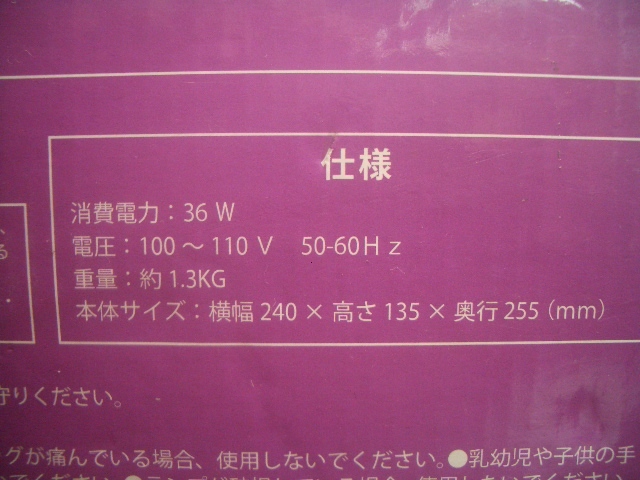 仕様
消費電力：36 W
電圧：100 ～ 110 V 50-60Hz
重量：約 1.3KG
本体サイズ：横幅 240 × 高さ 135 × 奥行 255（mm）
る
守りください。
グが痛んでいる場合、使用しないでください。●乳幼児や子供の手